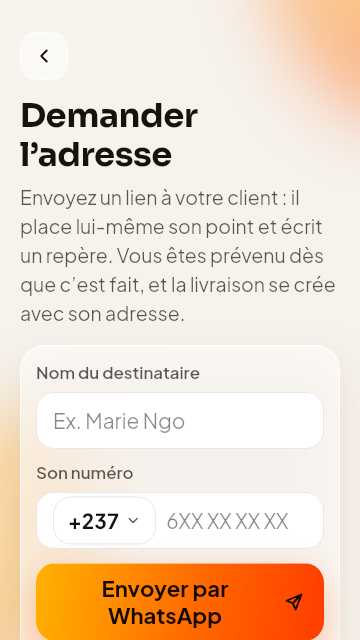 Demander
l’adresse
Envoyez un lien à votre client : il
place lui-même son point et écrit
un repère. Vous êtes prévenu dès
que c’est fait, et la livraison se crée
avec son adresse.
Nom du destinataire
Ex. Marie Ngo
Son numéro
+237 6XX XX XX XX
Envoyer par
WhatsApp